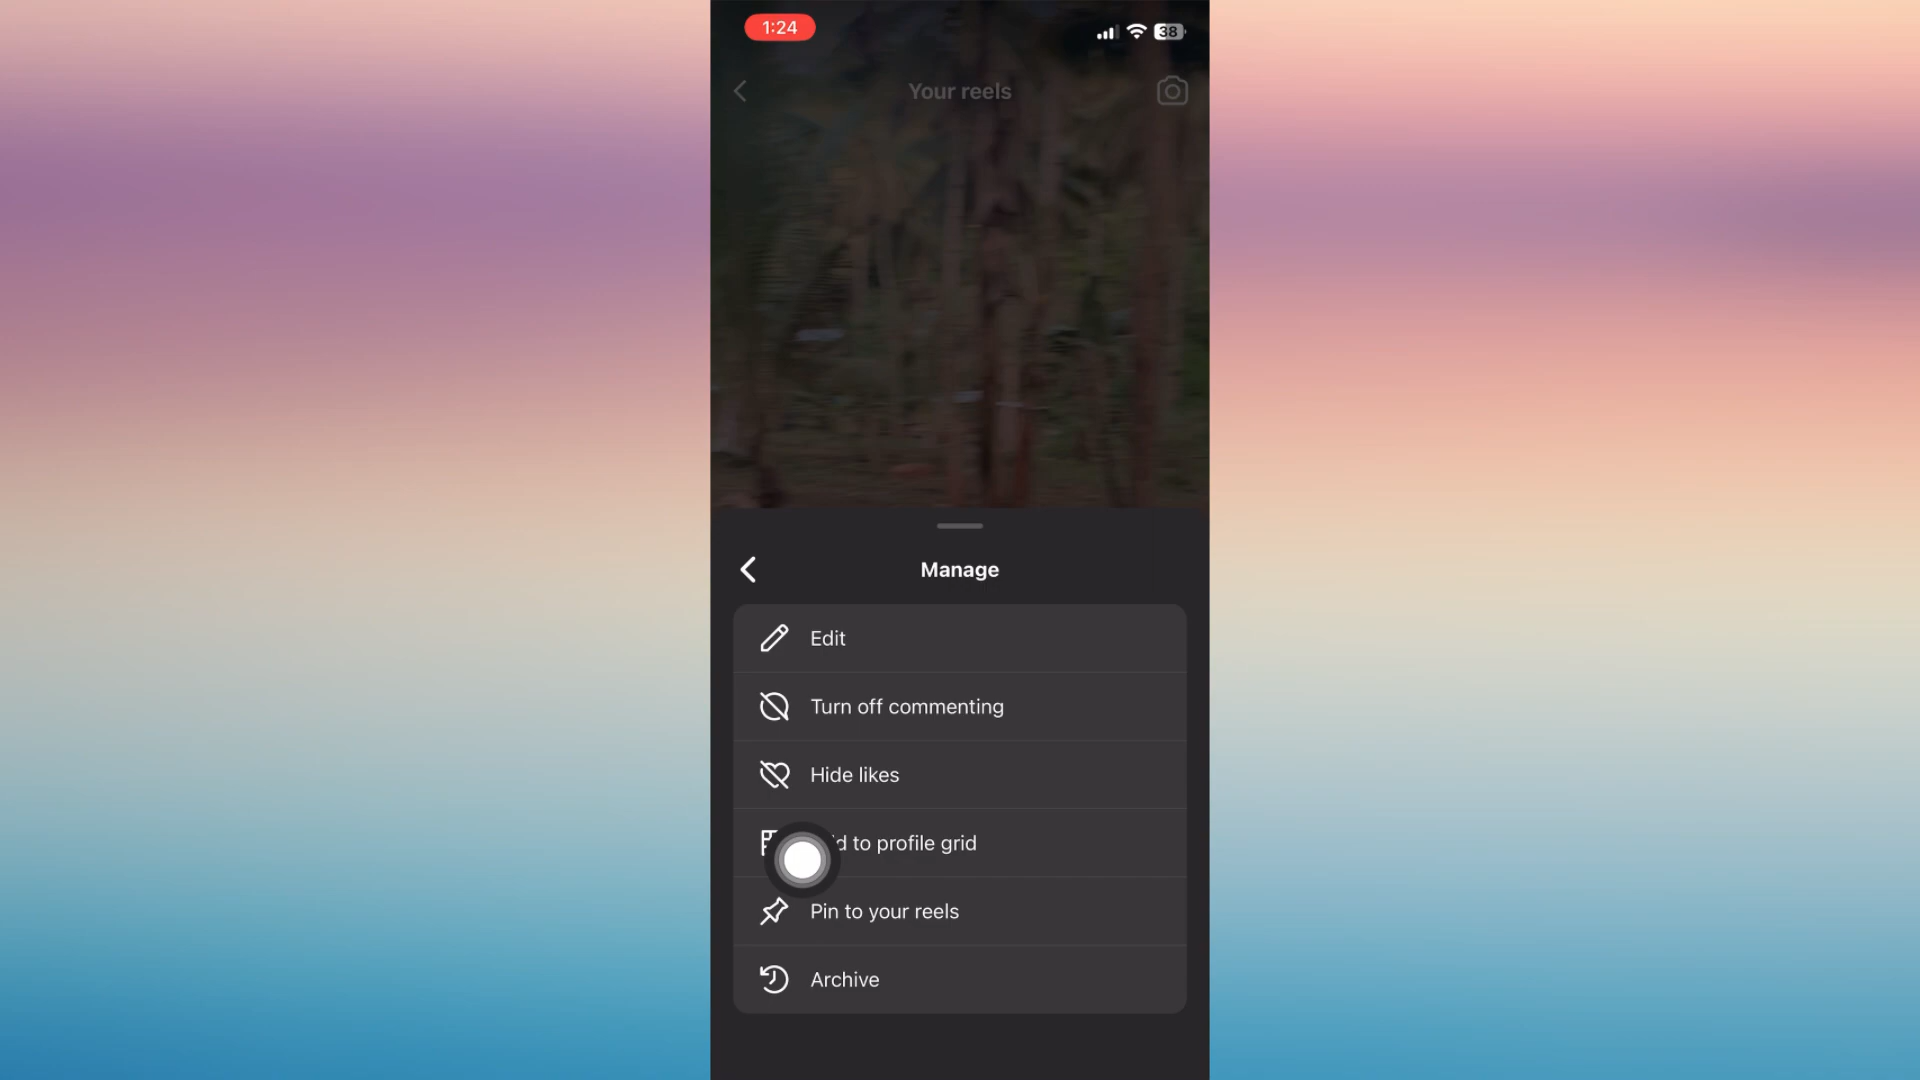 1:24
38
Your reels
Manage
Edit
Turn off commenting
Hide likes
to profile grid
Pin to your reels
Archive